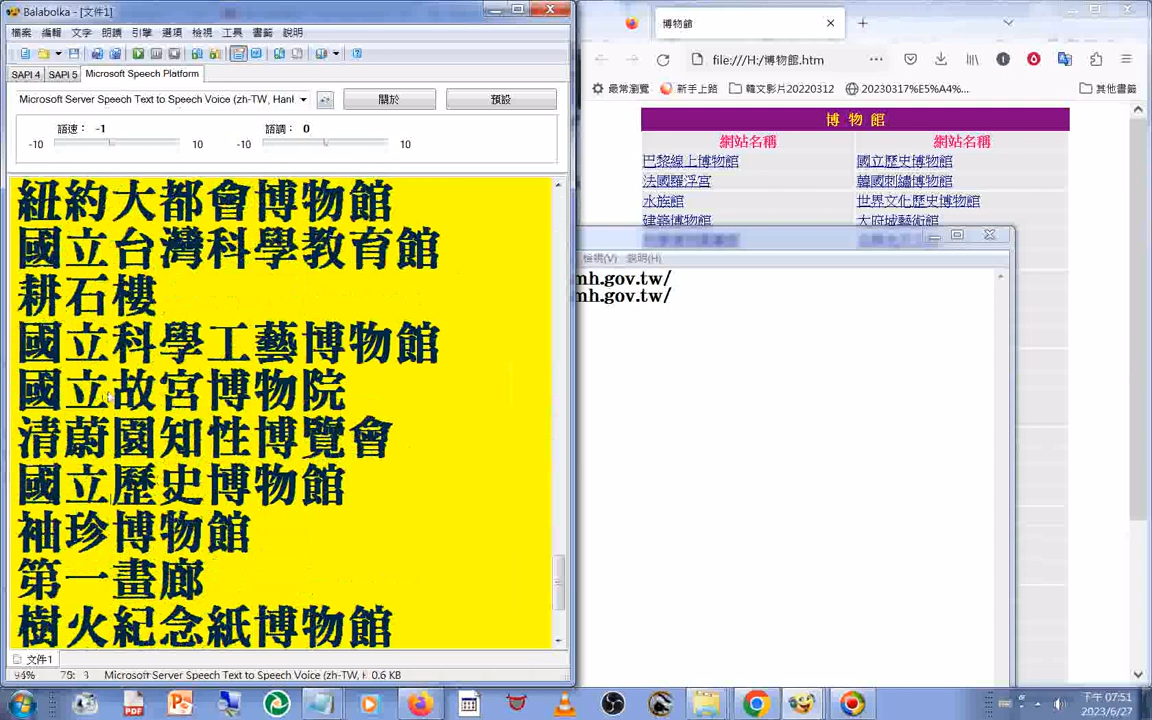 Balabolka - [文件1]
檔案 編輯 文字 朗讀 引擎 選項 檢視 工具 書籤 說明
SAPI 4 SAPI 5 Microsoft Speech Platform
Microsoft Server Speech Text to Speech Voice (zh-TW, Han 關於 預設
語速： -1 語調： 0
-10 10 -10 10
紐約大都會博物館
國立台灣科學教育館
耕石樓
國立科學工藝博物館
國立故宮博物院
清蔚園知性博覽會
國立歷史博物館
袖珍博物館
第一畫廊
樹火紀念紙博物館
文件1
Microsoft Server Speech Text to Speech Voice (zh-TW, 0.6 KB
博物館
file:///H:/博物館.htm
最常瀏覽 新手上路 韓文影片20220312 20230317%E5%A4%... 其他書籤
博 物 館
網站名稱 網站名稱
巴黎線上博物館 國立歷史博物館
法國羅浮宮 韓國刺繡博物館
水族館 世界文化歷史博物館
建築博物館 大府城藝術館
檢視(V) 說明(H)
mh.gov.tw/
mh.gov.tw/
下午 07:51
2023/6/27